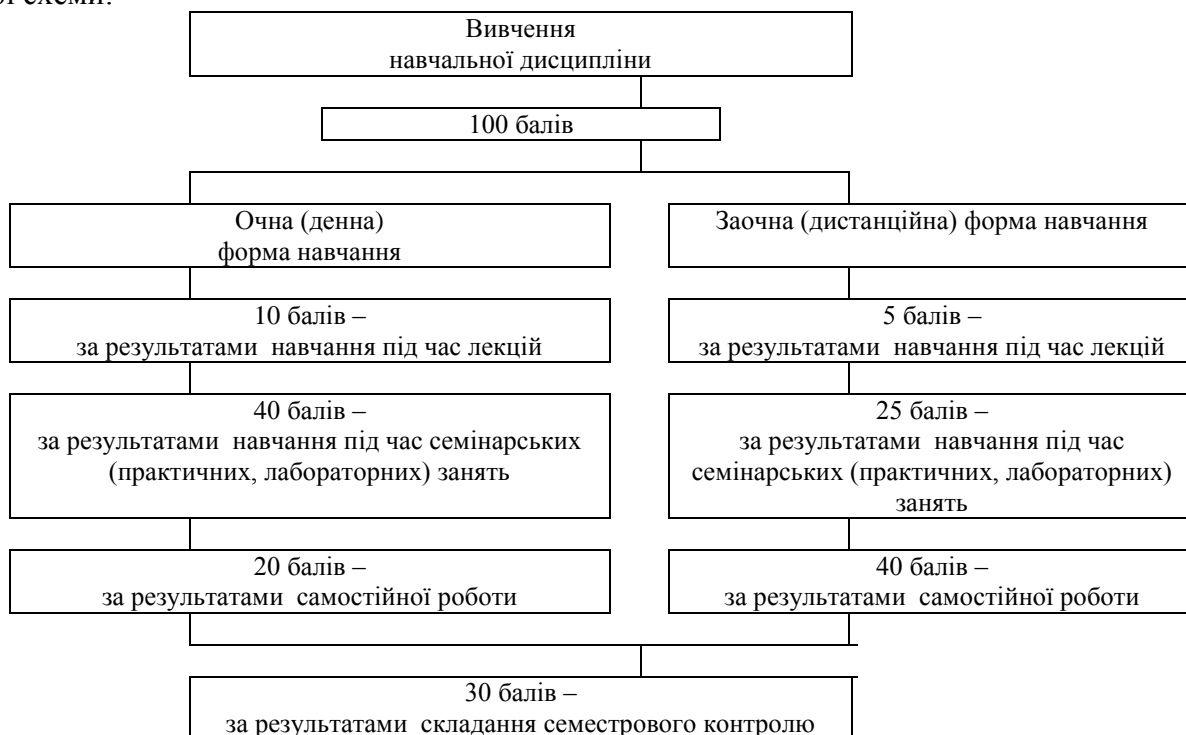 схеми.
Вивчення
навчальної дисципліни
100 балів
Очна (денна)
форма навчання
Заочна (дистанційна) форма навчання
10 балів –
за результатами навчання під час лекцій
5 балів –
за результатами навчання під час лекцій
40 балів –
за результатами навчання під час семінарських
(практичних, лабораторних) занять
25 балів –
за результатами навчання під час
семінарських (практичних, лабораторних)
занять
20 балів –
за результатами самостійної роботи
40 балів –
за результатами самостійної роботи
30 балів –
за результатами складання семестрового контролю